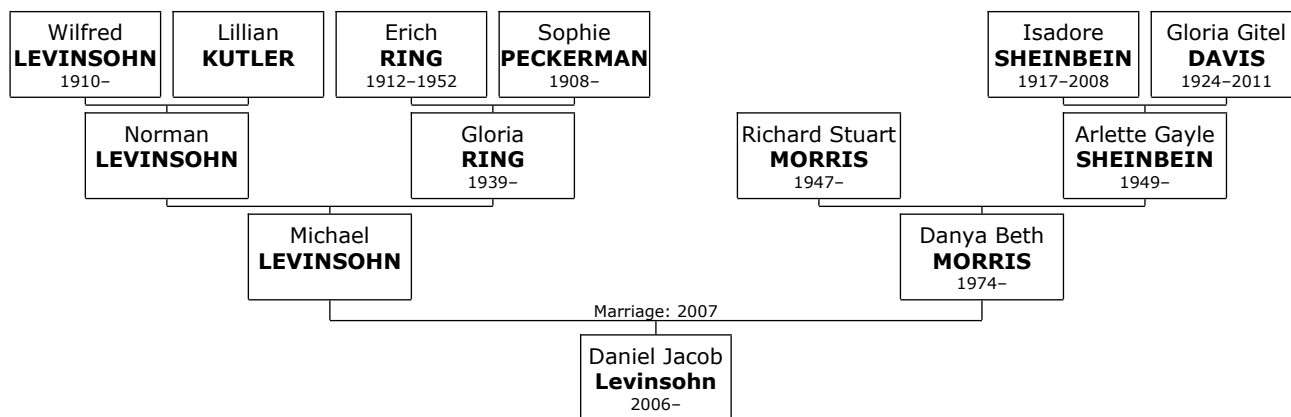 Wilfred
LEVINSOHN
1910–
Lillian
KUTLER
Erich
RING
1912–1952
Sophie
PECKERMAN
1908–
Isadore
SHEINBEIN
1917–2008
Gloria Gitel
DAVIS
1924–2011
Norman
LEVINSOHN
Gloria
RING
1939–
Richard Stuart
MORRIS
1947–
Arlette Gayle
SHEINBEIN
1949–
Michael
LEVINSOHN
Danya Beth
MORRIS
1974–
Marriage: 2007
Daniel Jacob
Levinsohn
2006–